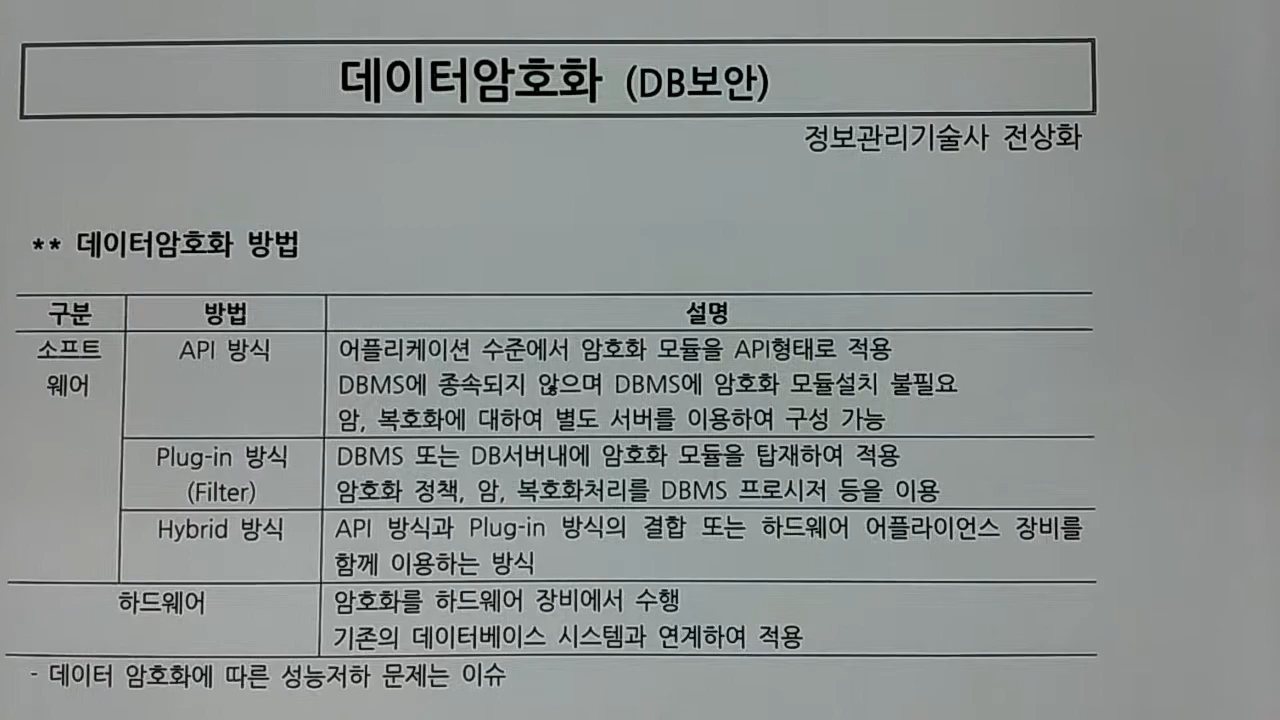 데이터암호화 (DB보안)
정보관리기술사 전상화
** 데이터암호화 방법
구분 방법 설명
소프트 API 방식 어플리케이션 수준에서 암호화 모듈을 API형태로 적용
웨어 DBMS에 종속되지 않으며 DBMS에 암호화 모듈설치 불필요
암, 복호화에 대하여 별도 서버를 이용하여 구성 가능
Plug-in 방식 DBMS 또는 DB서버내에 암호화 모듈을 탑재하여 적용
(Filter) 암호화 정책, 암, 복호화처리를 DBMS 프로시저 등을 이용
Hybrid 방식 API 방식과 Plug-in 방식의 결합 또는 하드웨어 어플라이언스 장비를
함께 이용하는 방식
하드웨어 암호화를 하드웨어 장비에서 수행
기존의 데이터베이스 시스템과 연계하여 적용
- 데이터 암호화에 따른 성능저하 문제는 이슈